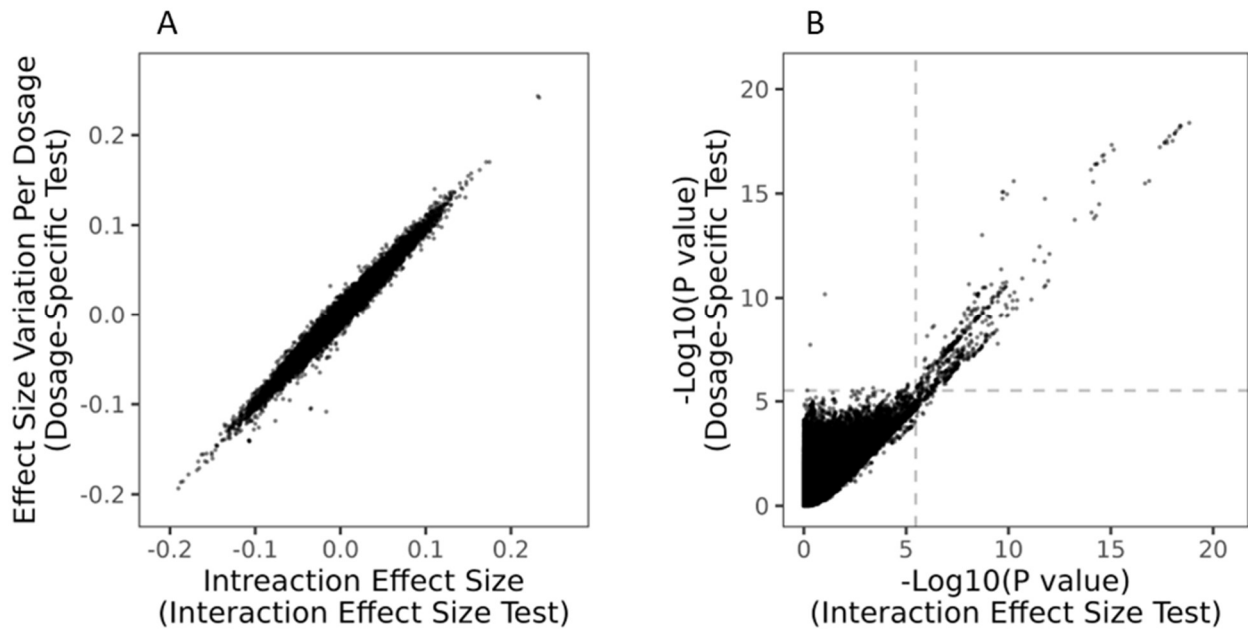 A
Effect Size Variation Per Dosage
(Dosage-Specific Test)
0.2
0.1
0.0
-0.1
-0.2
-0.2 -0.1 0.0 0.1 0.2
Intreaction Effect Size
(Interaction Effect Size Test)
B
-Log10(P value)
(Dosage-Specific Test)
20
15
10
5
0
0 5 10 15 20
-Log10(P value)
(Interaction Effect Size Test)